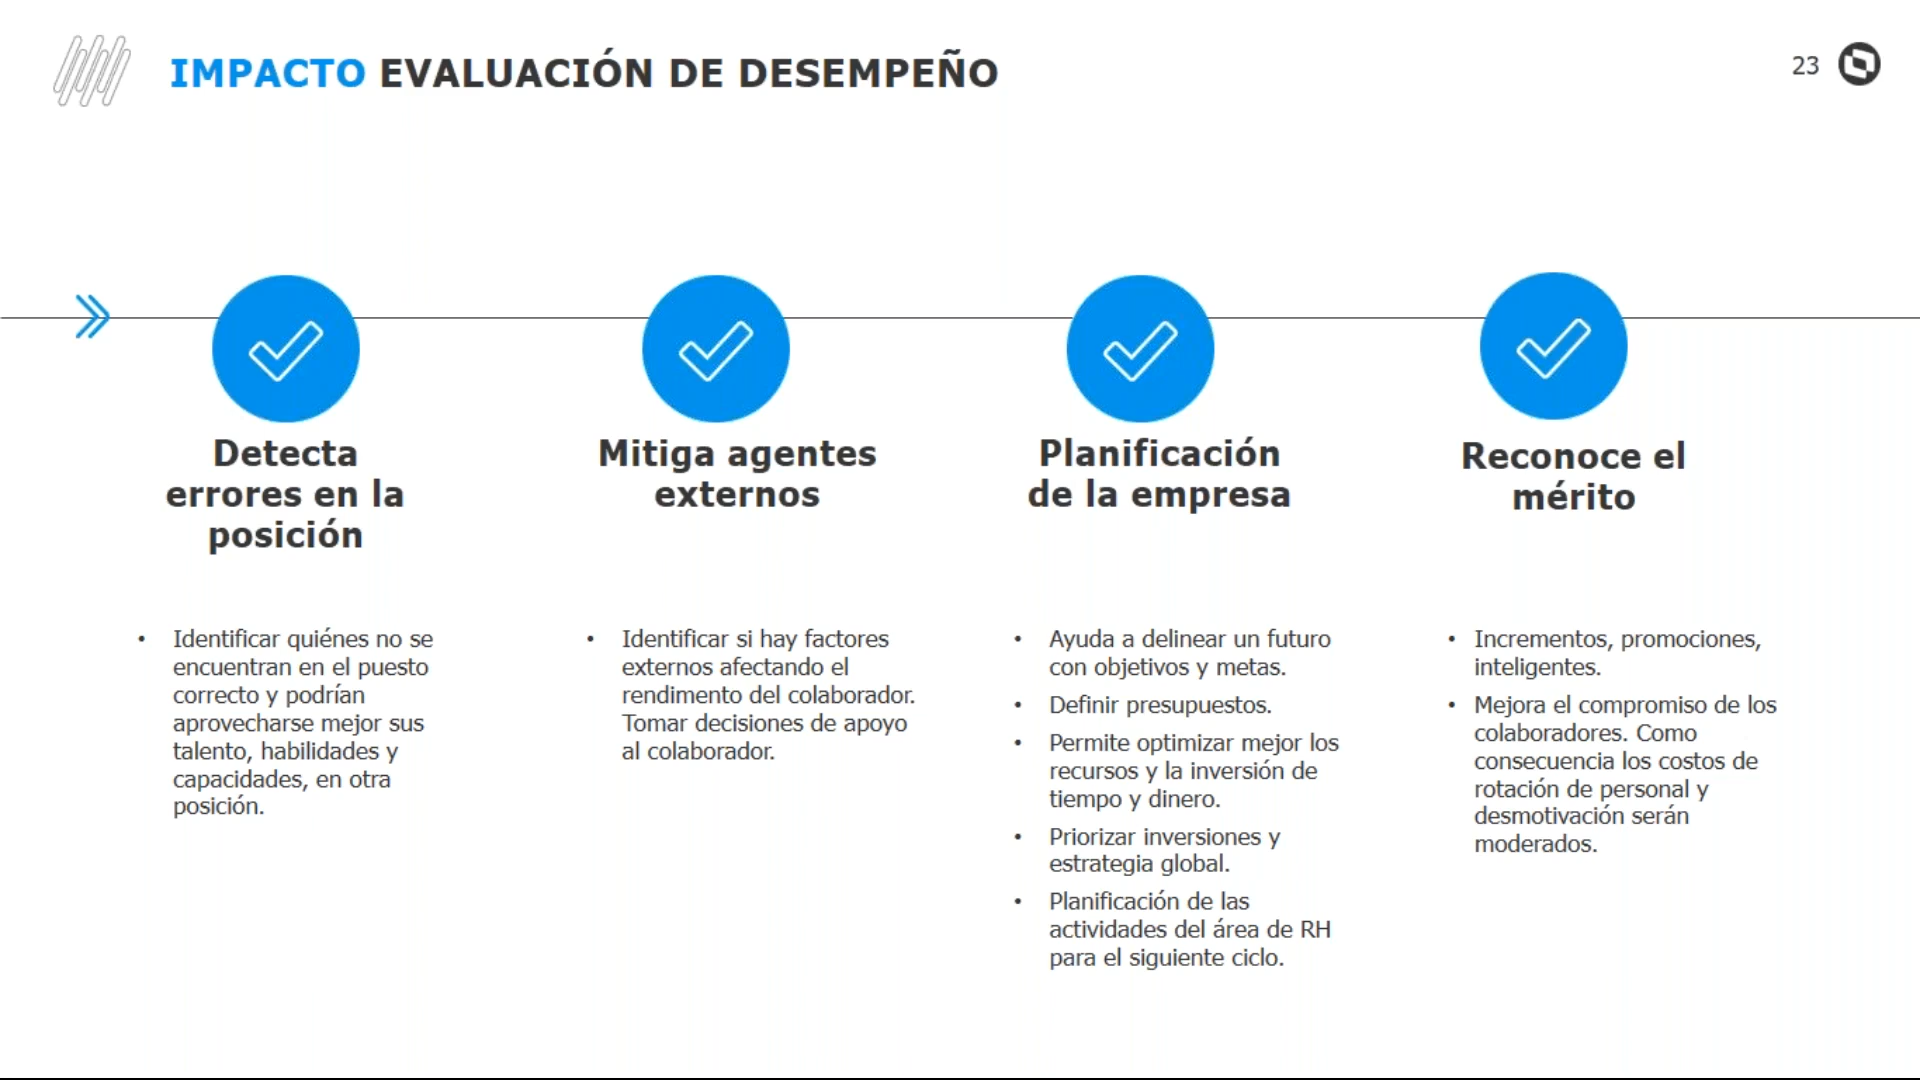 IMPACTO EVALUACIÓN DE DESEMPEÑO
23
Detecta
errores en la
posición
Identificar quiénes no se
encuentran en el puesto
correcto y podrían
aprovecharse mejor sus
talento, habilidades y
capacidades, en otra
posición.
Mitiga agentes
externos
Identificar si hay factores
externos afectando el
rendimento del colaborador.
Tomar decisiones de apoyo
al colaborador.
Planificación
de la empresa
Ayuda a delinear un futuro
con objetivos y metas.
Definir presupuestos.
Permite optimizar mejor los
recursos y la inversión de
tiempo y dinero.
Priorizar inversiones y
estrategia global.
Planificación de las
actividades del área de RH
para el siguiente ciclo.
Reconoce el
mérito
Incrementos, promociones,
inteligentes.
Mejora el compromiso de los
colaboradores. Como
consecuencia los costos de
rotación de personal y
desmotivación serán
moderados.